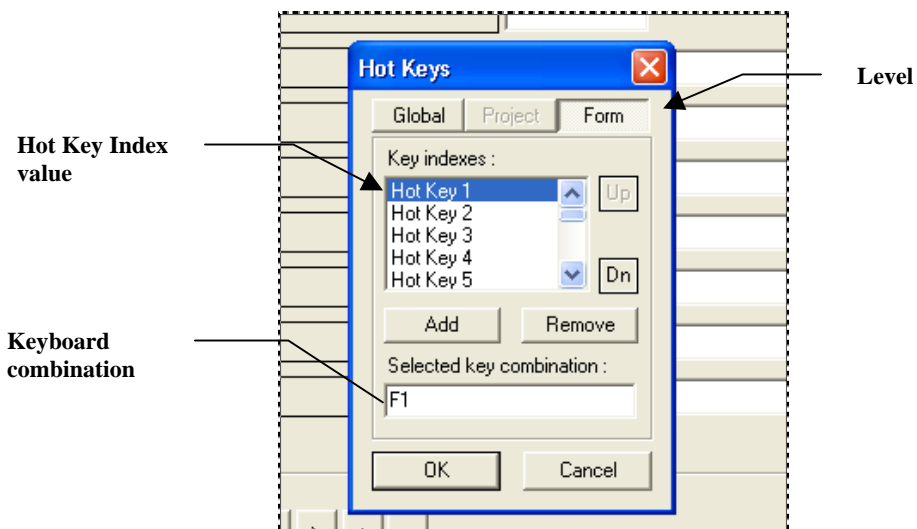 Hot Keys
Level
Global Project Form
Hot Key Index
value
Key indexes :
Hot Key 1
Up
Hot Key 2
Hot Key 3
Hot Key 4
Hot Key 5
Dn
Add Remove
Keyboard
combination
Selected key combination :
F1
OK Cancel